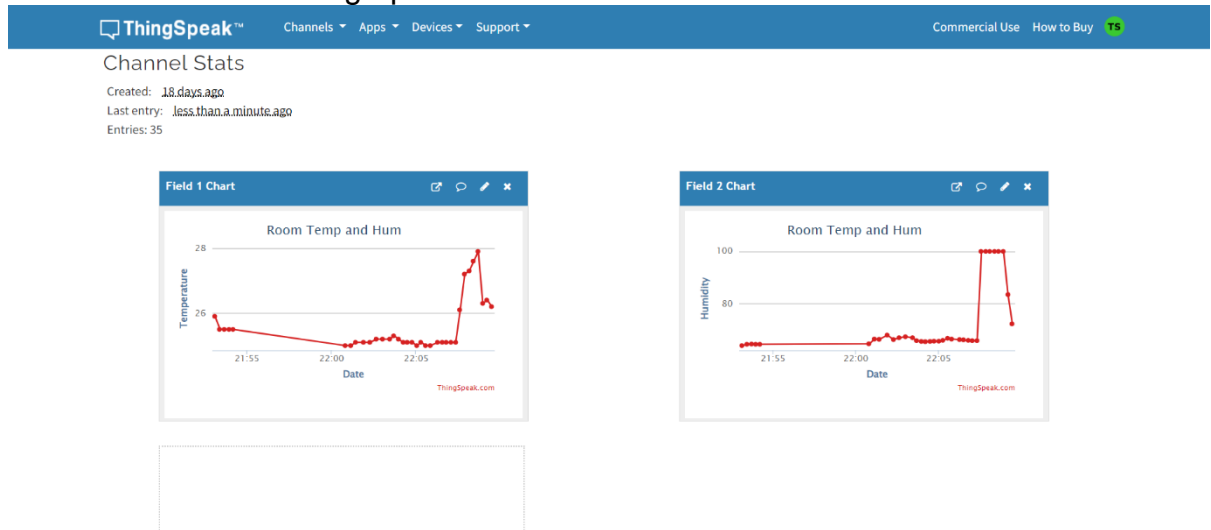 ThingSpeak™ Channels Apps Devices Support Commercial Use How to Buy TS
Channel Stats
Created: 18 days ago
Last entry: less than a minute ago
Entries: 35
Field 1 Chart
Room Temp and Hum
28
26
Temperature
21:55 22:00 22:05
Date
ThingSpeak.com
Field 2 Chart
Room Temp and Hum
100
80
Humidity
21:55 22:00 22:05
Date
ThingSpeak.com